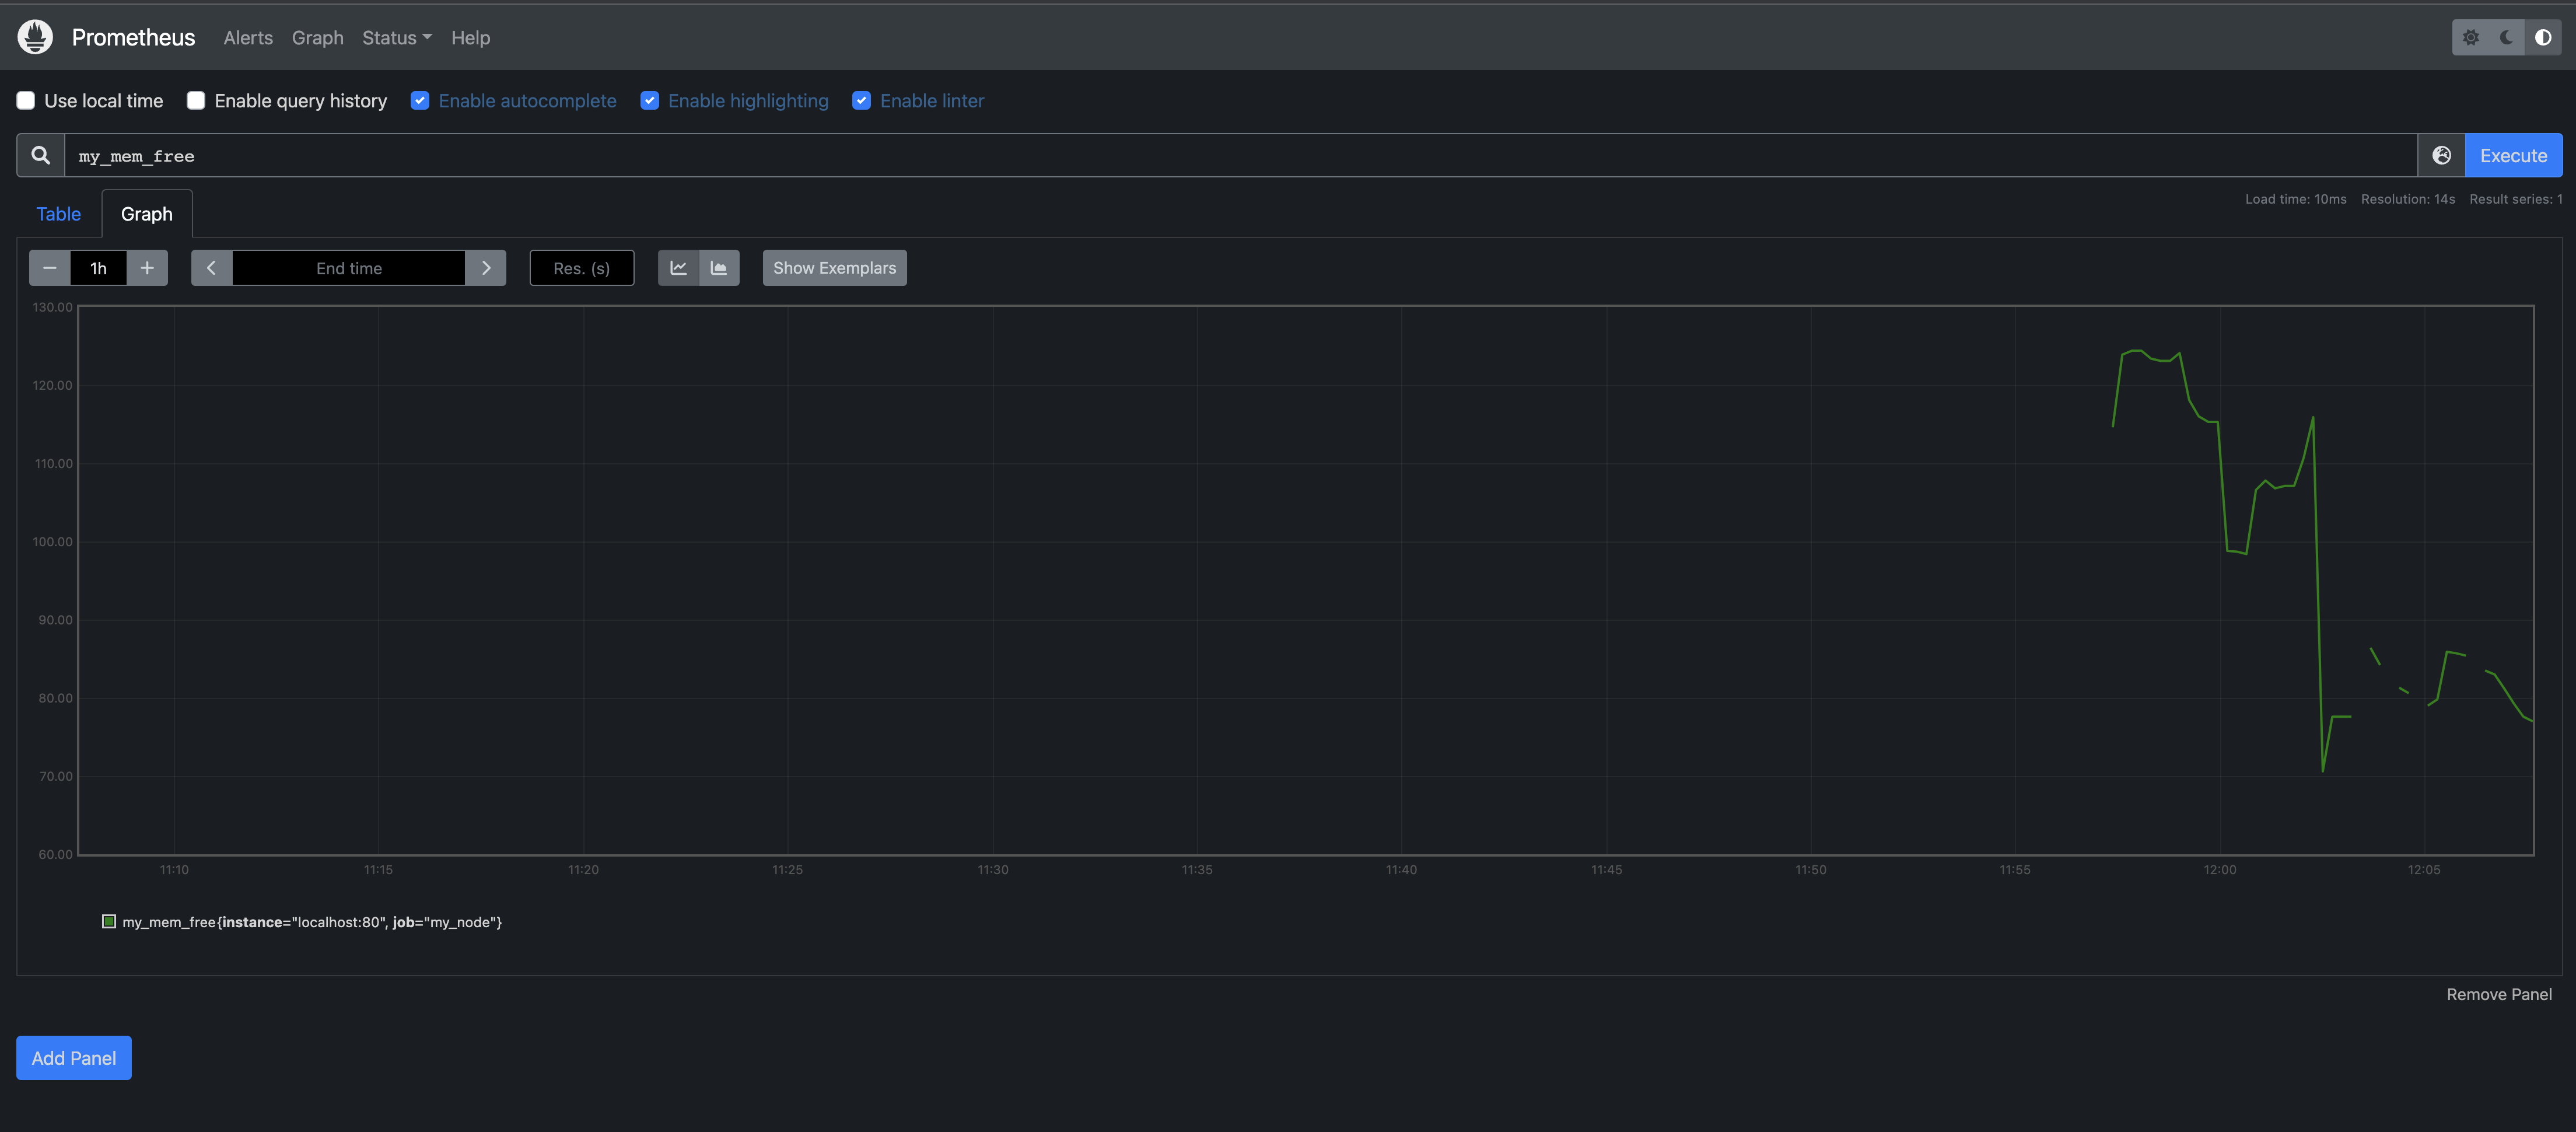 Prometheus Alerts Graph Status Help
Use local time Enable query history Enable autocomplete Enable highlighting Enable linter
my_mem_free Execute
Table Graph Load time: 10ms Resolution: 14s Result series: 1
1h End time Res. (s) Show Exemplars
130.00
120.00
110.00
100.00
90.00
80.00
70.00
60.00
11:10 11:15 11:20 11:25 11:30 11:35 11:40 11:45 11:50 11:55 12:00 12:05
my_mem_free{instance="localhost:80", job="my_node"}
Remove Panel
Add Panel